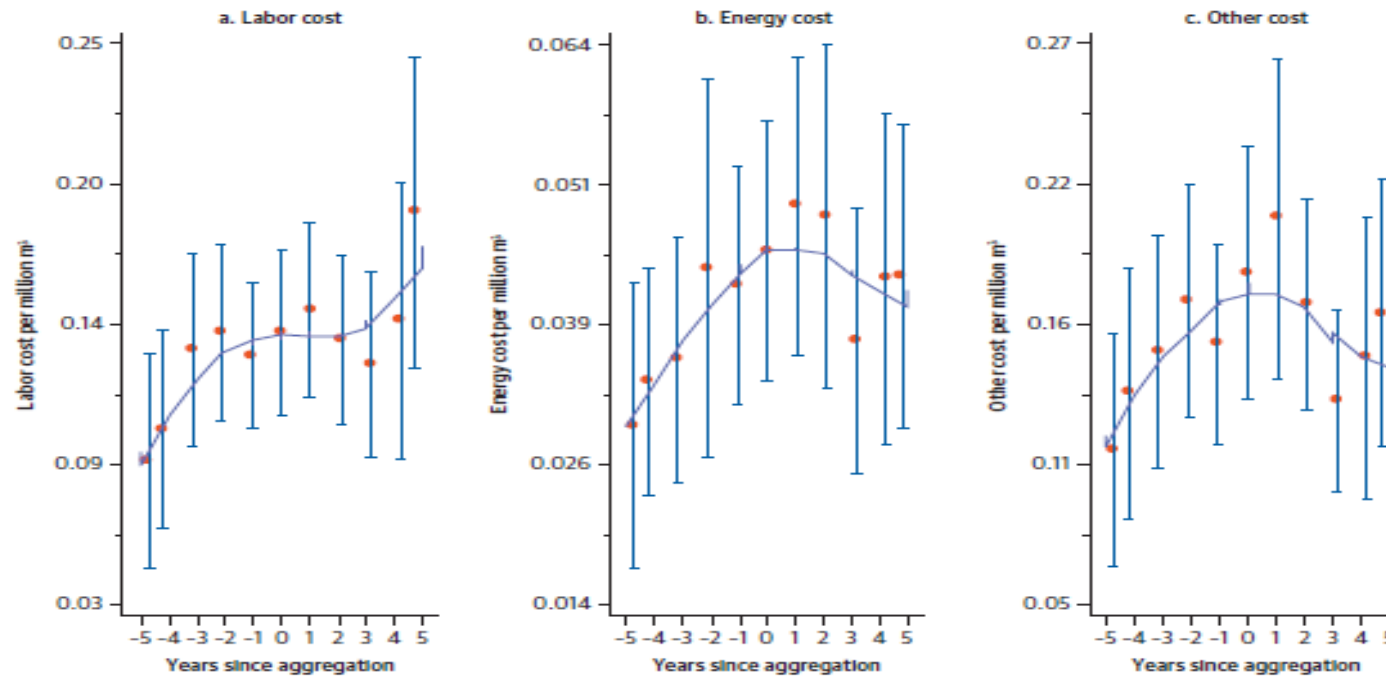 a. Labor cost
0.25
0.20
0.14
0.09
0.03
Labor cost per million m³
-5 -4 -3 -2 -1 0 1 2 3 4 5
Years since aggregation
b. Energy cost
0.064
0.051
0.039
0.026
0.014
Energy cost per million m³
-5 -4 -3 -2 -1 0 1 2 3 4 5
Years since aggregation
c. Other cost
0.27
0.22
0.16
0.11
0.05
Other cost per million m³
-5 -4 -3 -2 -1 0 1 2 3 4
Years since aggregation